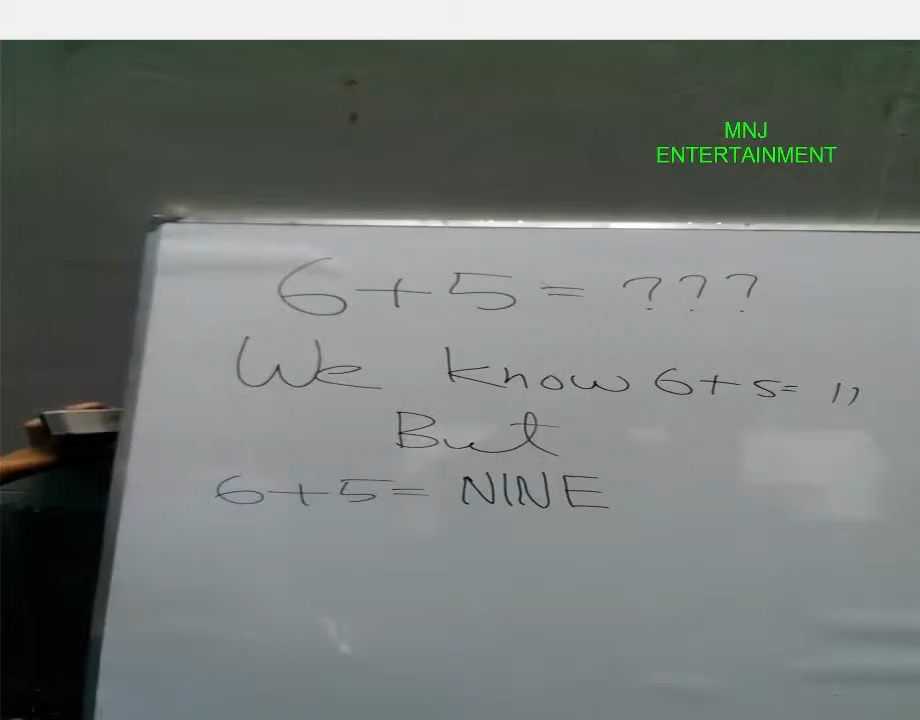 MNJ
ENTERTAINMENT
6+5 = ???
We know 6+5= 11
But
6+5= NINE